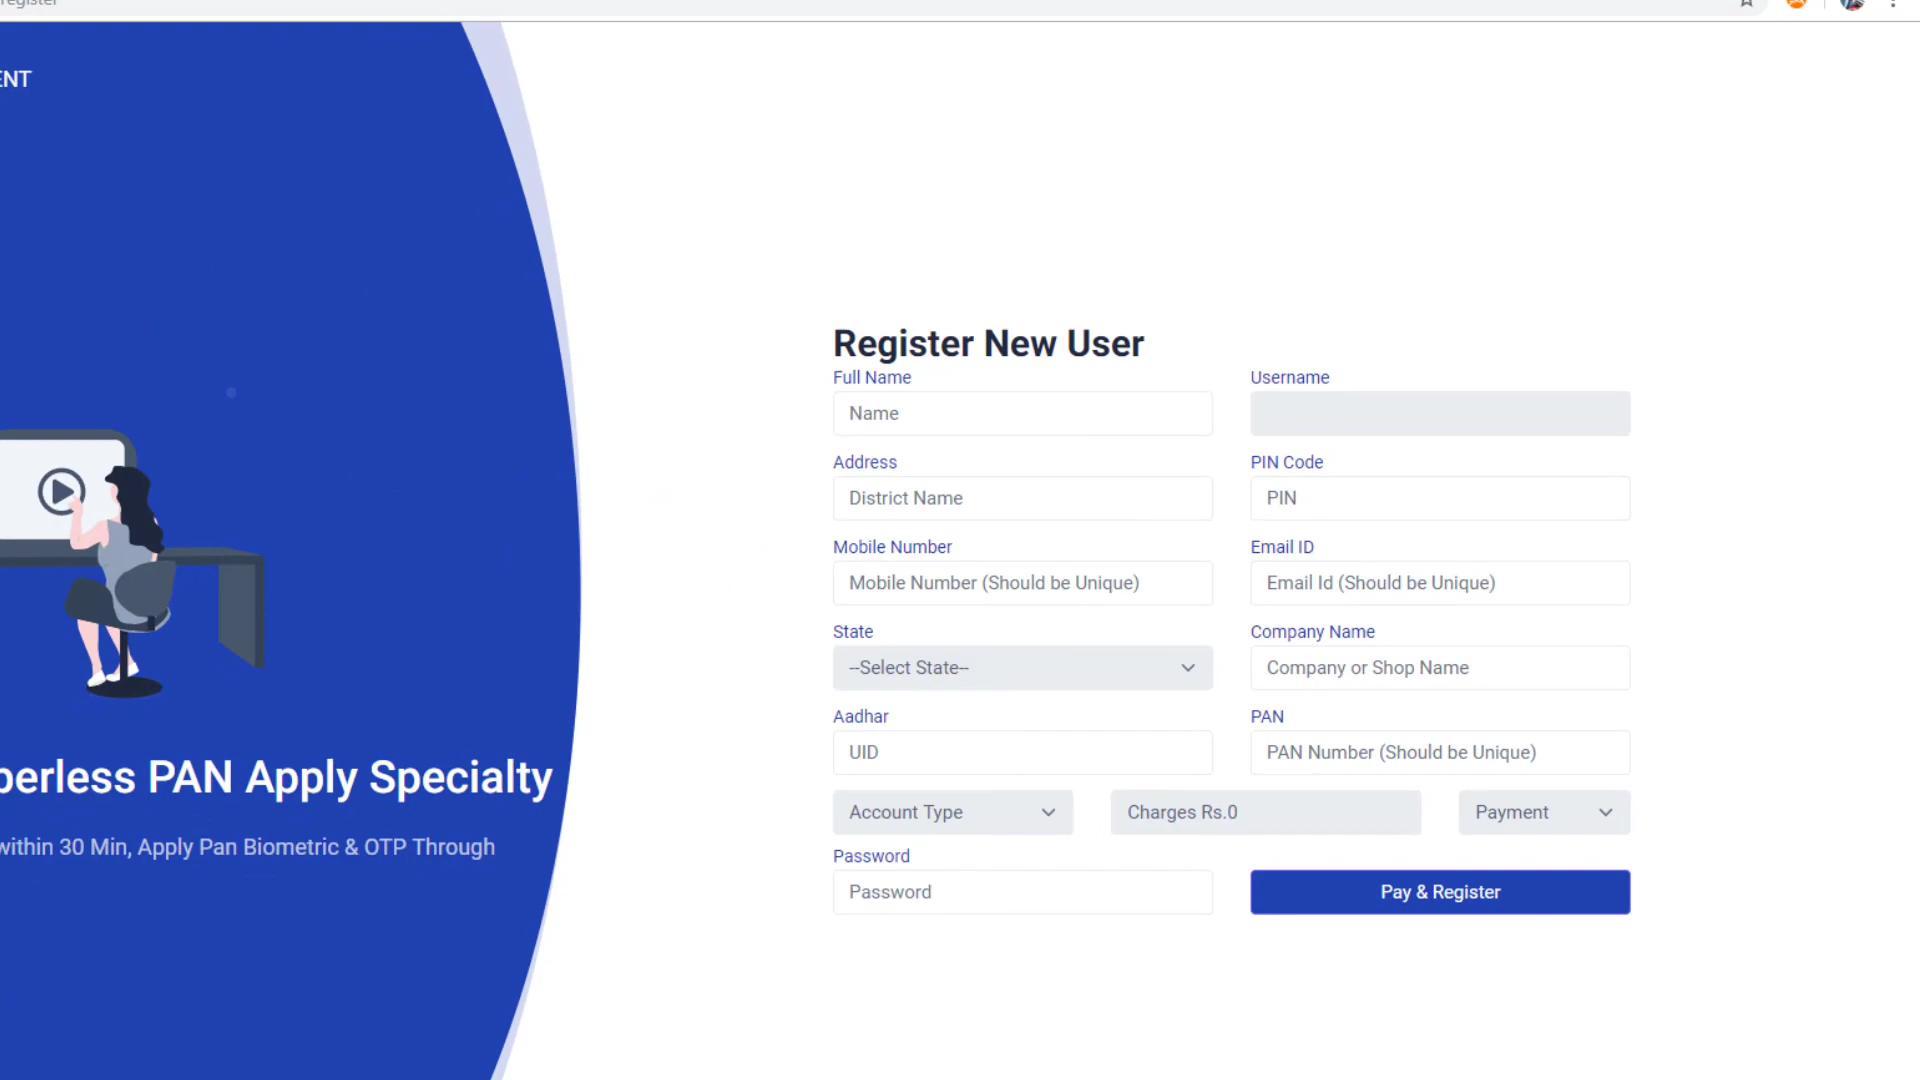 ENT
Register New User
Full Name
Username
Name
Address
PIN Code
District Name
PIN
Mobile Number
Email ID
Mobile Number (Should be Unique)
Email Id (Should be Unique)
State
Company Name
--Select State--
Company or Shop Name
Aadhar
PAN
UID
PAN Number (Should be Unique)
Account Type
Charges Rs.0
Payment
Password
Password
Pay & Register
perless PAN Apply Specialty
within 30 Min, Apply Pan Biometric & OTP Through